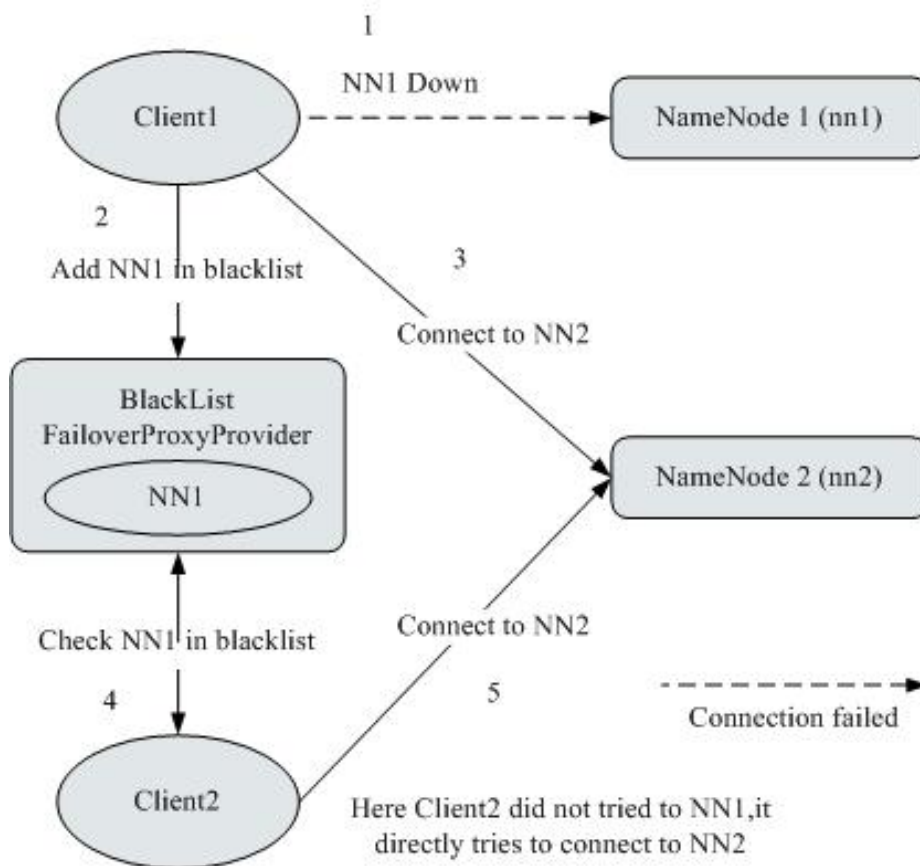 1
NN1 Down
Client1
NameNode 1 (nn1)
2
Add NN1 in blacklist
3
Connect to NN2
BlackList
FailoverProxyProvider
NN1
NameNode 2 (nn2)
Check NN1 in blacklist
Connect to NN2
4
5
Connection failed
Client2
Here Client2 did not tried to NN1,it
directly tries to connect to NN2